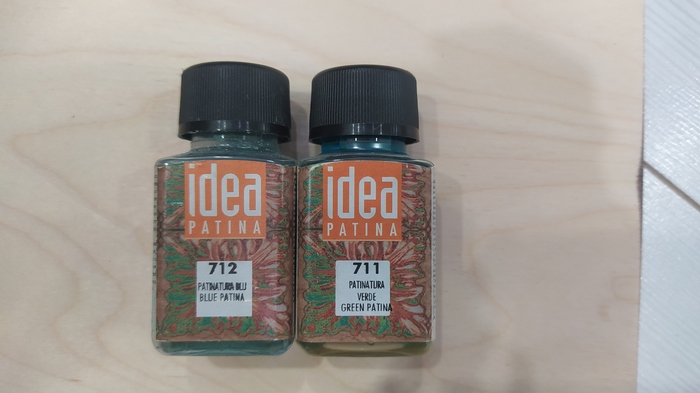 idea
PATINA
712
PATINATURA BLU
BLUE PATINA
idea
PATINA
711
PATINATURA
VERDE
GREEN PATINA